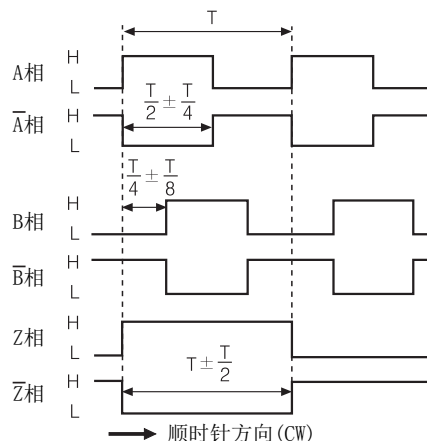 T
A相 H L
A̅相 H L
T/2 ± T/4
T/4 ± T/8
B相 H L
B̅相 H L
Z相 H L
T ± T/2
Z̅相 H L
顺时针方向(CW)